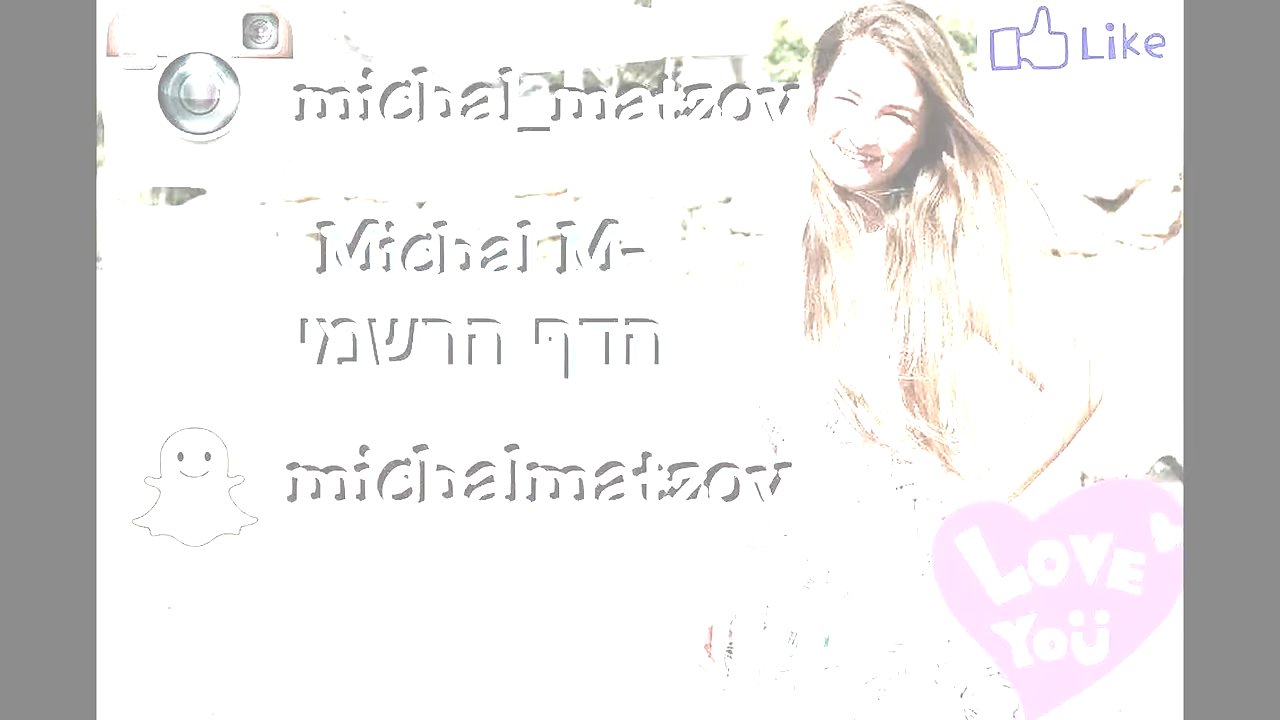 michal_matzov
Like
Michal M-
הדף הרשמי
michalmatzov
LOVE
YOU